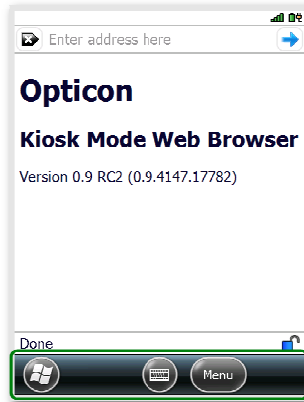 Enter address here
Opticon
Kiosk Mode Web Browser
Version 0.9 RC2 (0.9.4147.17782)
Done
Menu